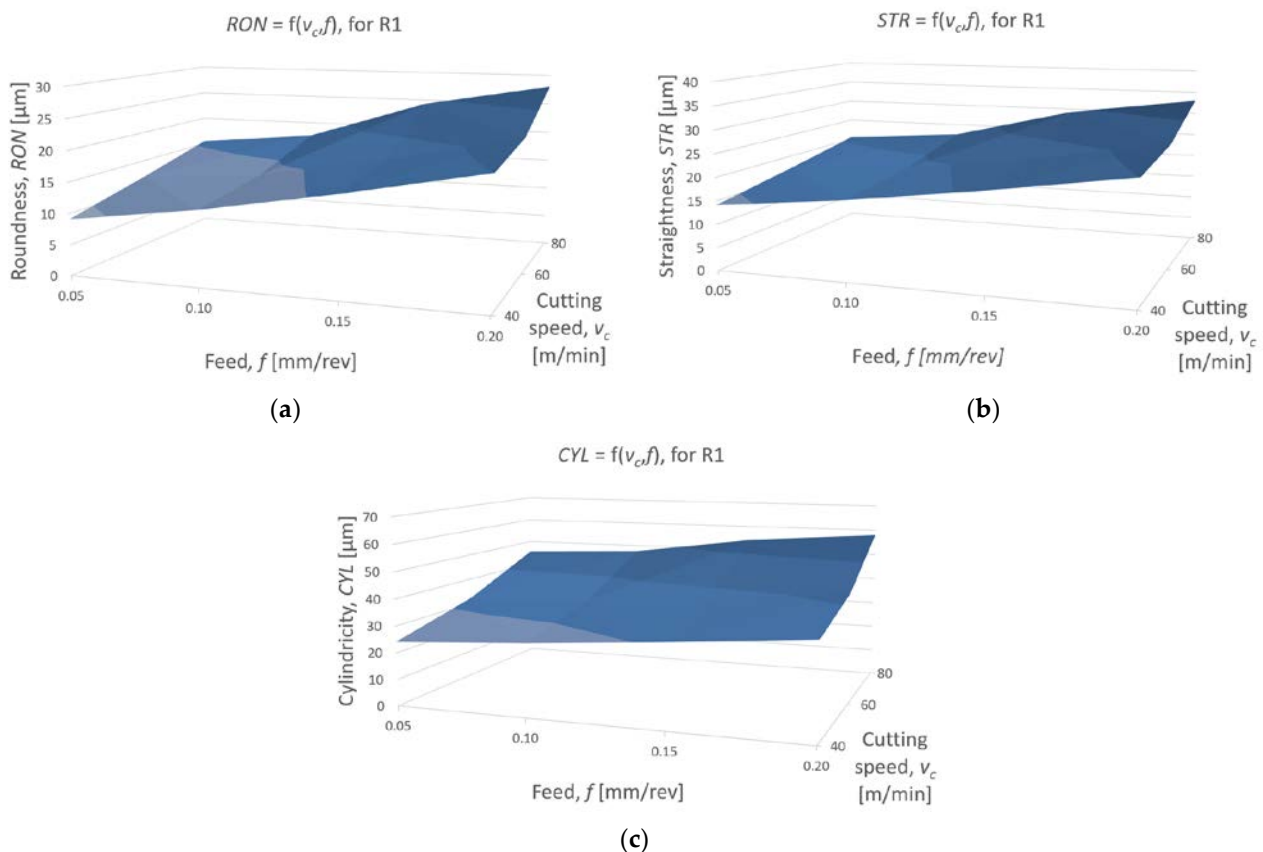 RON = f(vc,f), for R1
Roundness, RON [µm]
30
25
20
15
10
5
0
0.05
0.10
0.15
0.20
40
60
80
Feed, f [mm/rev]
Cutting
speed, vc
[m/min]
(a)
STR = f(vc,f), for R1
Straightness, STR [µm]
40
35
30
25
20
15
10
5
0
0.05
0.10
0.15
0.20
40
60
80
Feed, f [mm/rev]
Cutting
speed, vc
[m/min]
(b)
CYL = f(vc,f), for R1
Cylindricity, CYL [µm]
70
60
50
40
30
20
10
0
0.05
0.10
0.15
0.20
40
60
80
Feed, f [mm/rev]
Cutting
speed, vc
[m/min]
(c)